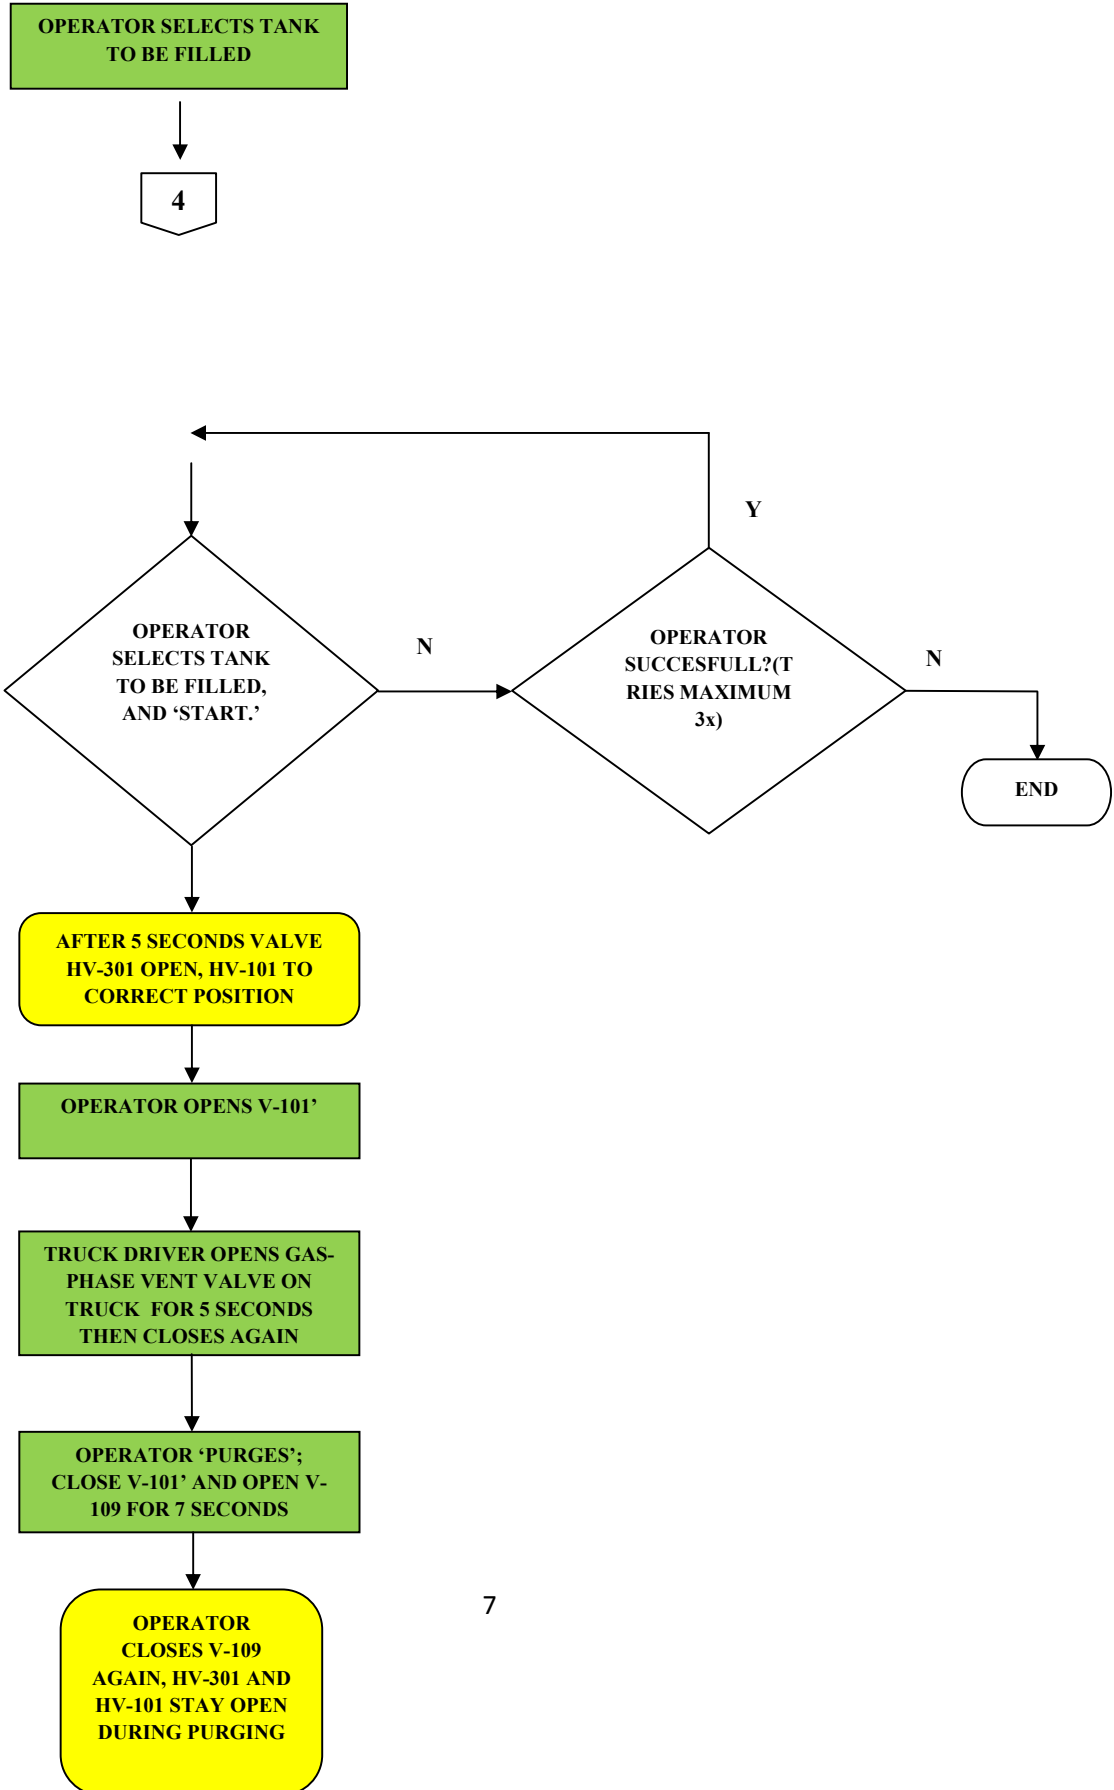 OPERATOR SELECTS TANK
TO BE FILLED
4
Y
OPERATOR
SELECTS TANK
TO BE FILLED,
AND ‘START.’
N
OPERATOR
SUCCESFULL?(T
RIES MAXIMUM
3x)
N
END
AFTER 5 SECONDS VALVE
HV-301 OPEN, HV-101 TO
CORRECT POSITION
OPERATOR OPENS V-101’
TRUCK DRIVER OPENS GAS-
PHASE VENT VALVE ON
TRUCK FOR 5 SECONDS
THEN CLOSES AGAIN
OPERATOR ‘PURGES’;
CLOSE V-101’ AND OPEN V-
109 FOR 7 SECONDS
OPERATOR
CLOSES V-109
AGAIN, HV-301 AND
HV-101 STAY OPEN
DURING PURGING
7